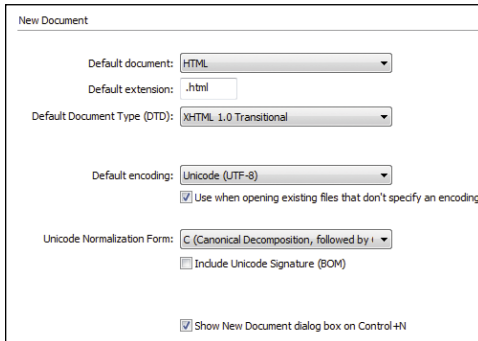 New Document
Default document: HTML
Default extension: .html
Default Document Type (DTD): XHTML 1.0 Transitional
Default encoding: Unicode (UTF-8)
Use when opening existing files that don't specify an encoding
Unicode Normalization Form: C (Canonical Decomposition, followed by
Include Unicode Signature (BOM)
Show New Document dialog box on Control+N